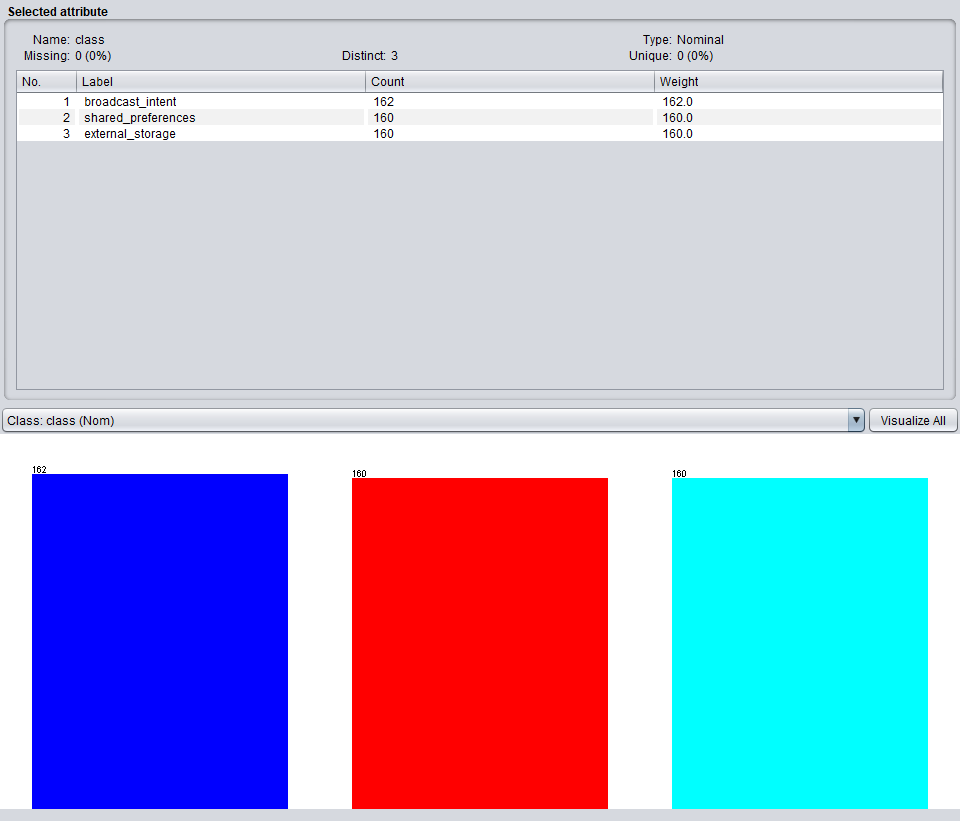 Selected attribute
Name: class Type: Nominal
Missing: 0 (0%) Distinct: 3 Unique: 0 (0%)
No. Label Count Weight
1 broadcast_intent 162 162.0
2 shared_preferences 160 160.0
3 external_storage 160 160.0
Class: class (Nom) Visualize All
162 160 160